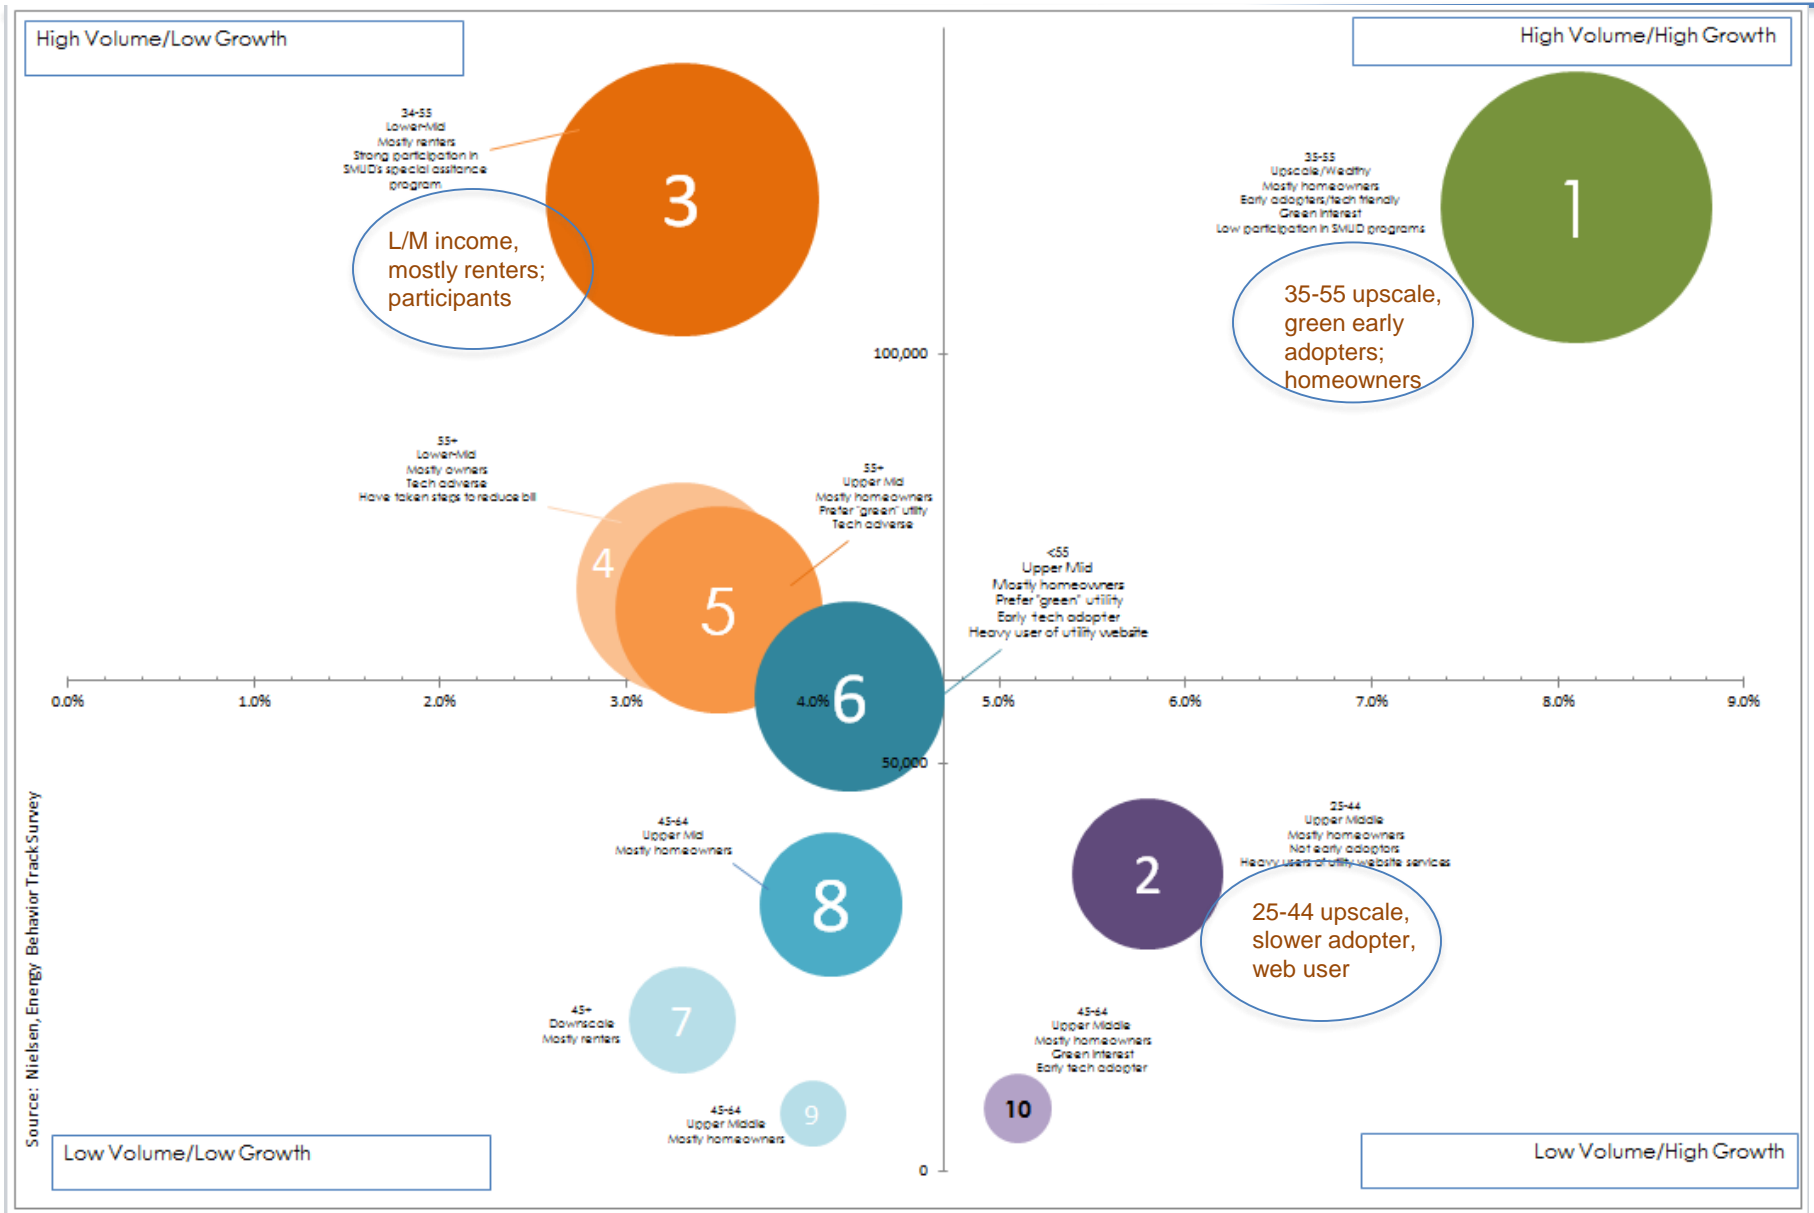 High Volume/Low Growth
High Volume/High Growth
34-55
Lower-Mid
Mostly renters
Strong participation in
SMUD's special assitance
program
3
L/M income,
mostly renters;
participants
35-55
Upscale/Wealthy
Mostly homeowners
Early adopters/tech friendly
Green Interest
Low participation in SMUD programs
1
35-55 upscale,
green early
adopters;
homeowners
100,000
55+
Lower-Mid
Mostly owners
Tech adverse
Have taken steps to reduce bill
4
55+
Upper Mid
Mostly homeowners
Prefer "green" utility
Tech adverse
5
<55
Upper Mid
Mostly homeowners
Prefer "green" utility
Early tech adopter
Heavy user of utility website
6
0.0%
1.0%
2.0%
3.0%
4.0%
5.0%
6.0%
7.0%
8.0%
9.0%
50,000
45-64
Upper Mid
Mostly homeowners
8
25-44
Upper Middle
Mostly homeowners
Not early adoptors
Heavy users of utility website services
2
25-44 upscale,
slower adopter,
web user
45+
Downscale
Mostly renters
7
45-64
Upper Middle
Mostly homeowners
9
45-64
Upper Middle
Mostly homeowners
Green Interest
Early tech adopter
10
0
Source: Nielsen, Energy Behavior Track Survey
Low Volume/Low Growth
Low Volume/High Growth